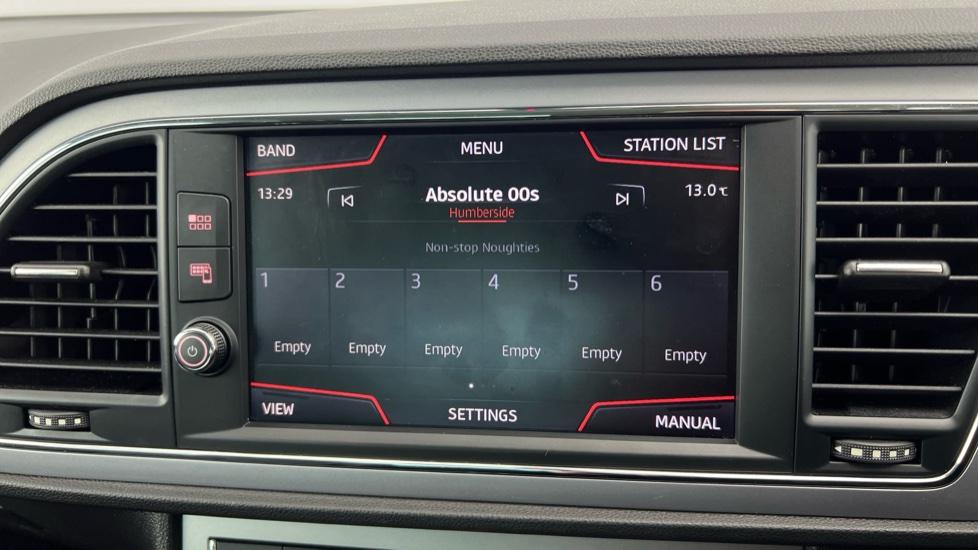 BAND MENU STATION LIST
13:29 Absolute 00s 13.0℃
Humberside
Non-stop Noughties
1 2 3 4 5 6
Empty Empty Empty Empty Empty Empty
VIEW SETTINGS MANUAL